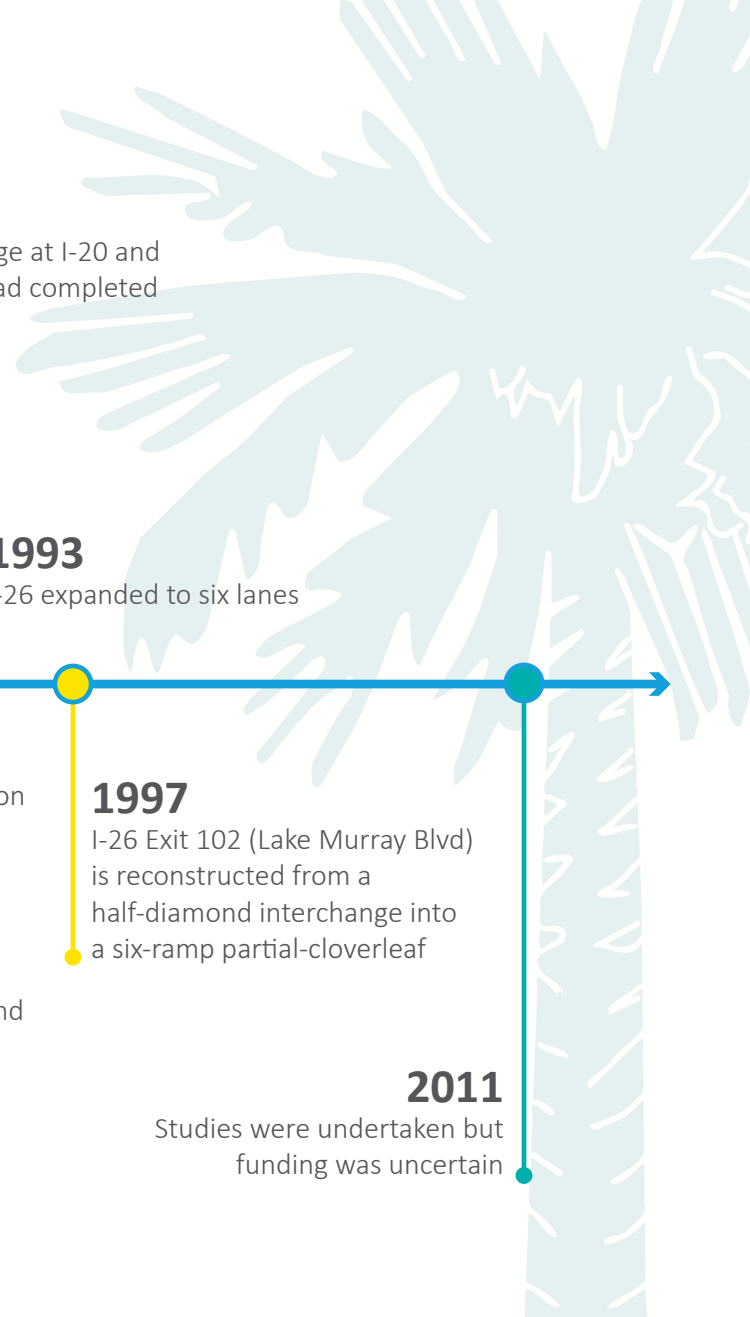 ge at I-20 and
ad completed
1993
-26 expanded to six lanes
on
1997
I-26 Exit 102 (Lake Murray Blvd)
is reconstructed from a
half-diamond interchange into
a six-ramp partial-cloverleaf
nd
2011
Studies were undertaken but
funding was uncertain